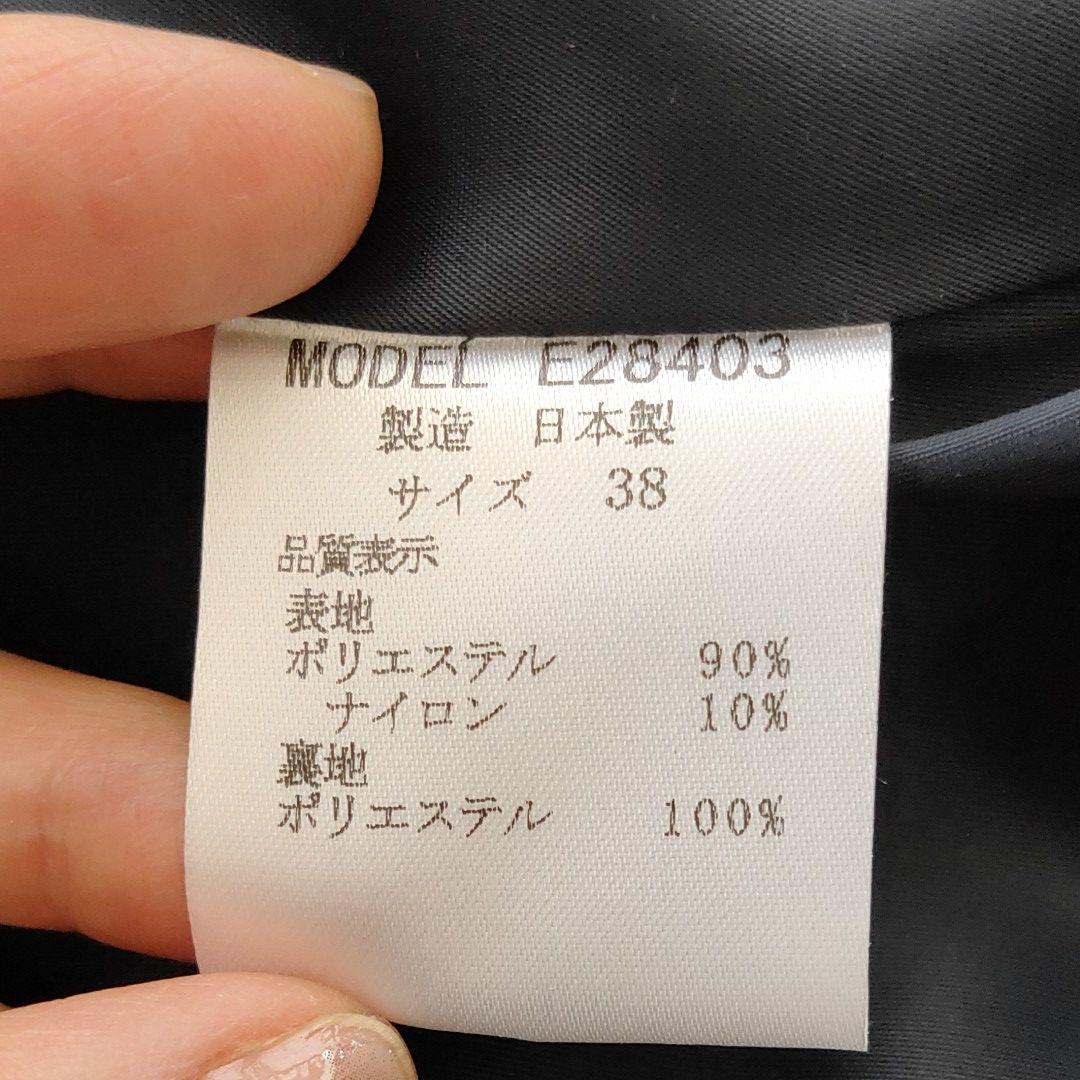 MODEL E28403
製造 日本製
サイズ 38
品質表示
表地
ポリエステル 90%
ナイロン 10%
裏地
ポリエステル 100%